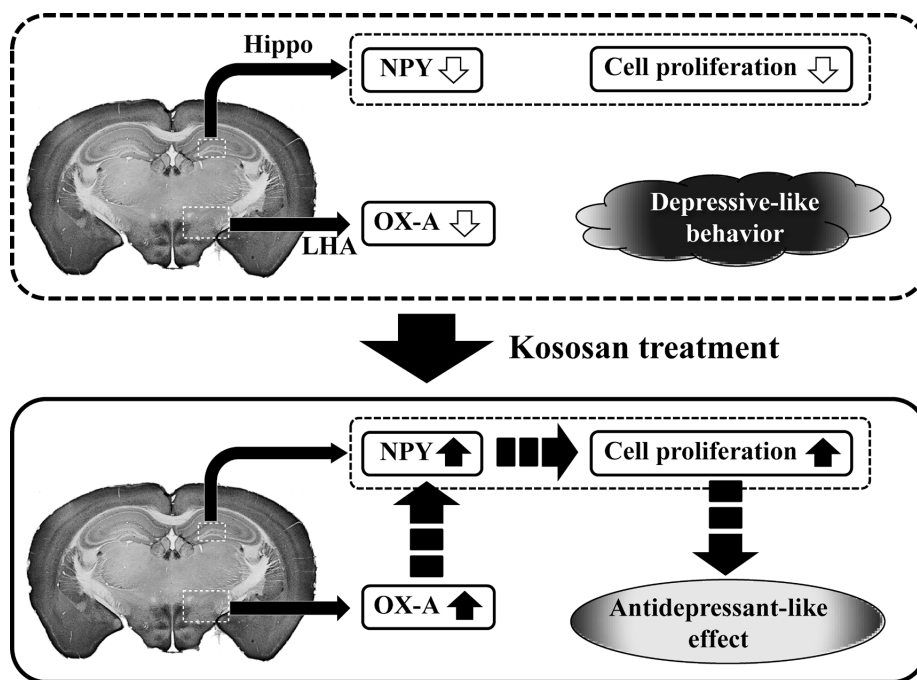 Hippo
NPY
Cell proliferation
OX-A
LHA
Depressive-like
behavior
Kososan treatment
NPY
Cell proliferation
OX-A
Antidepressant-like
effect